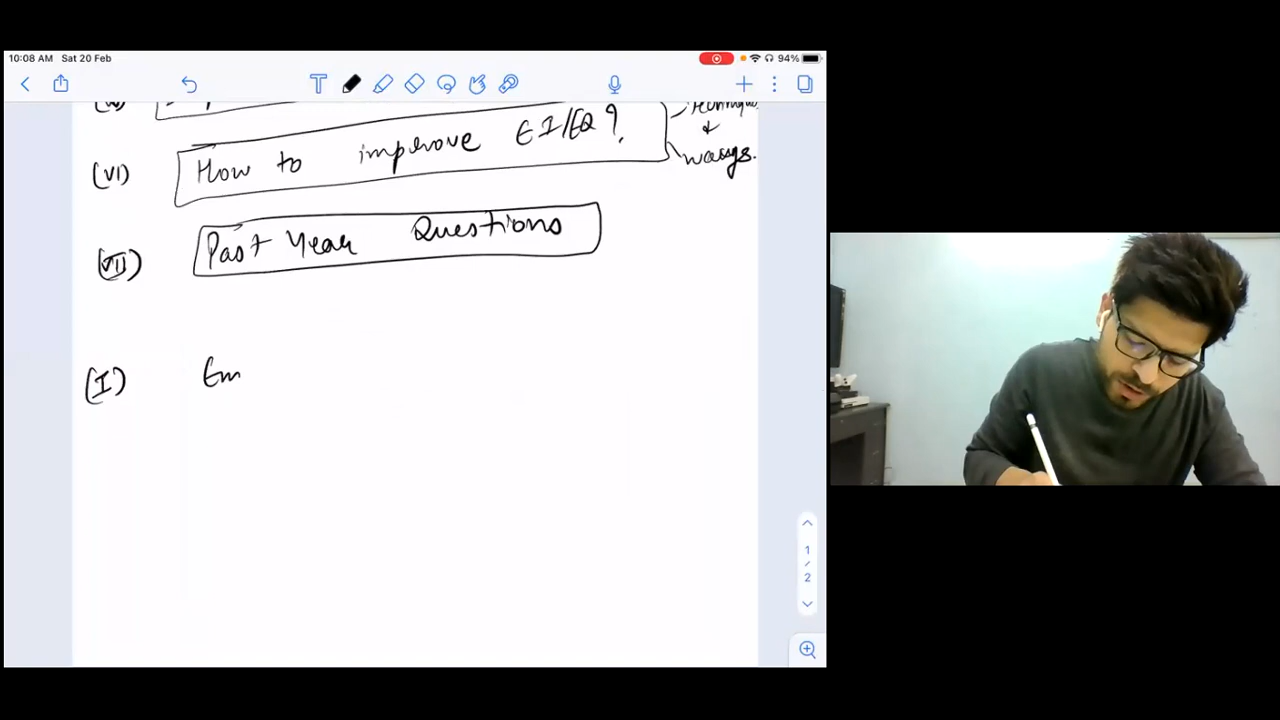 10:08 AM Sat 20 Feb
94%
T
(VI) How to improve EI/EQ?
&
(VII) Past Year Questions
(I) Em
1
/
2